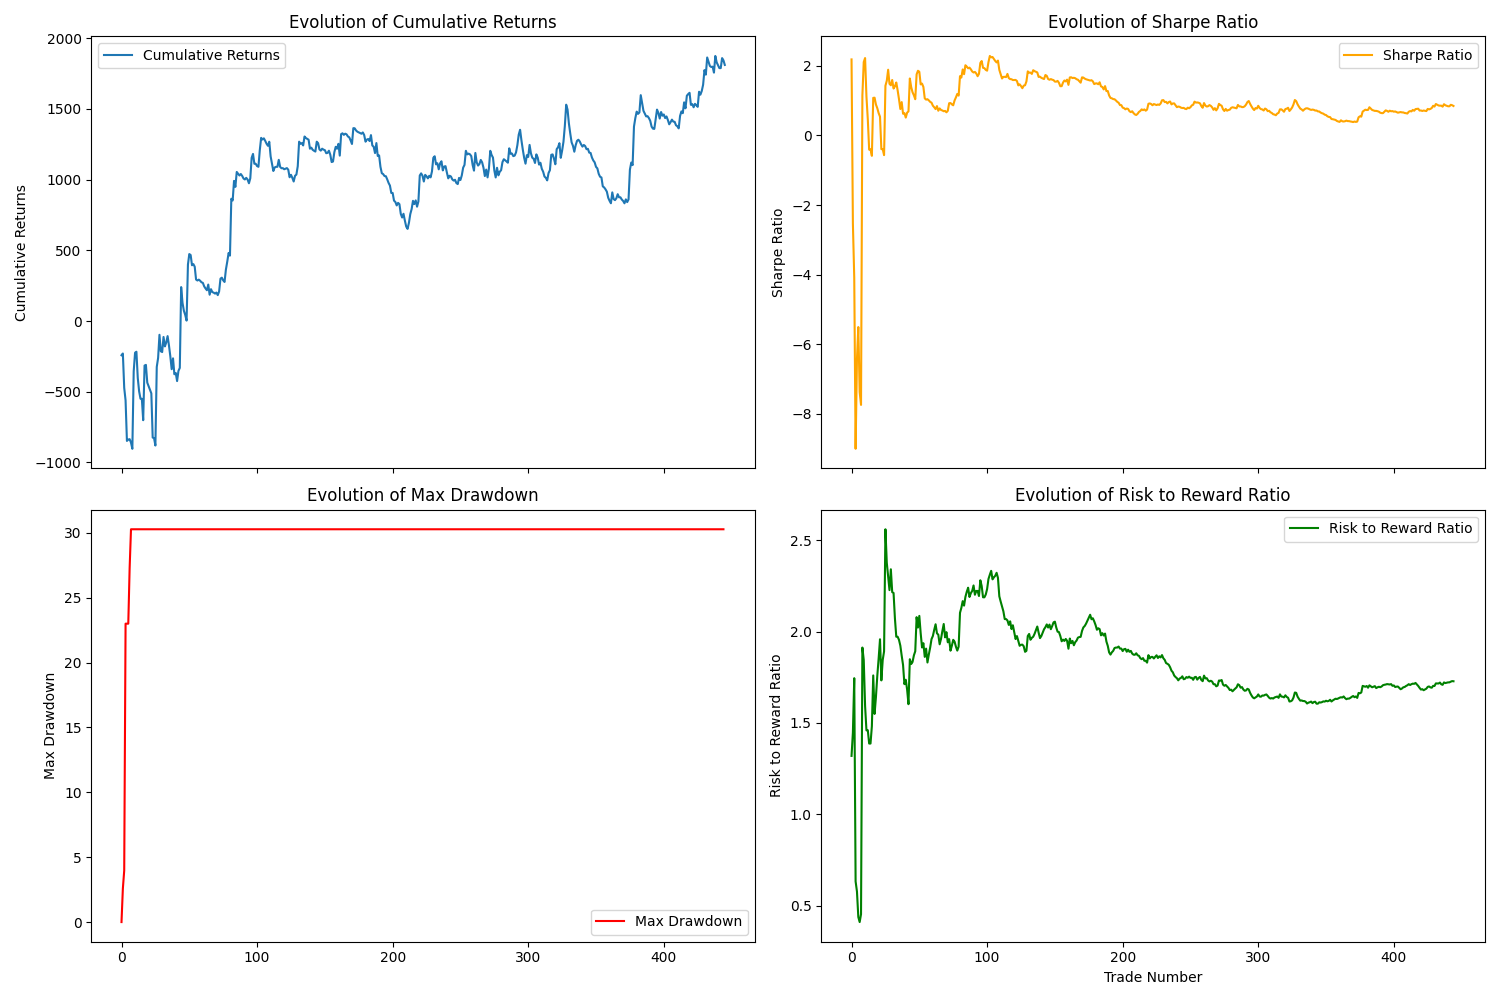 Evolution of Cumulative Returns
Cumulative Returns
2000
1500
1000
500
0
−500
−1000
Cumulative Returns
Evolution of Sharpe Ratio
Sharpe Ratio
2
0
−2
−4
−6
−8
Sharpe Ratio
Evolution of Max Drawdown
Max Drawdown
30
25
20
15
10
5
0
Max Drawdown
0 100 200 300 400
Evolution of Risk to Reward Ratio
Risk to Reward Ratio
2.5
2.0
1.5
1.0
0.5
Risk to Reward Ratio
0 100 200 300 400
Trade Number